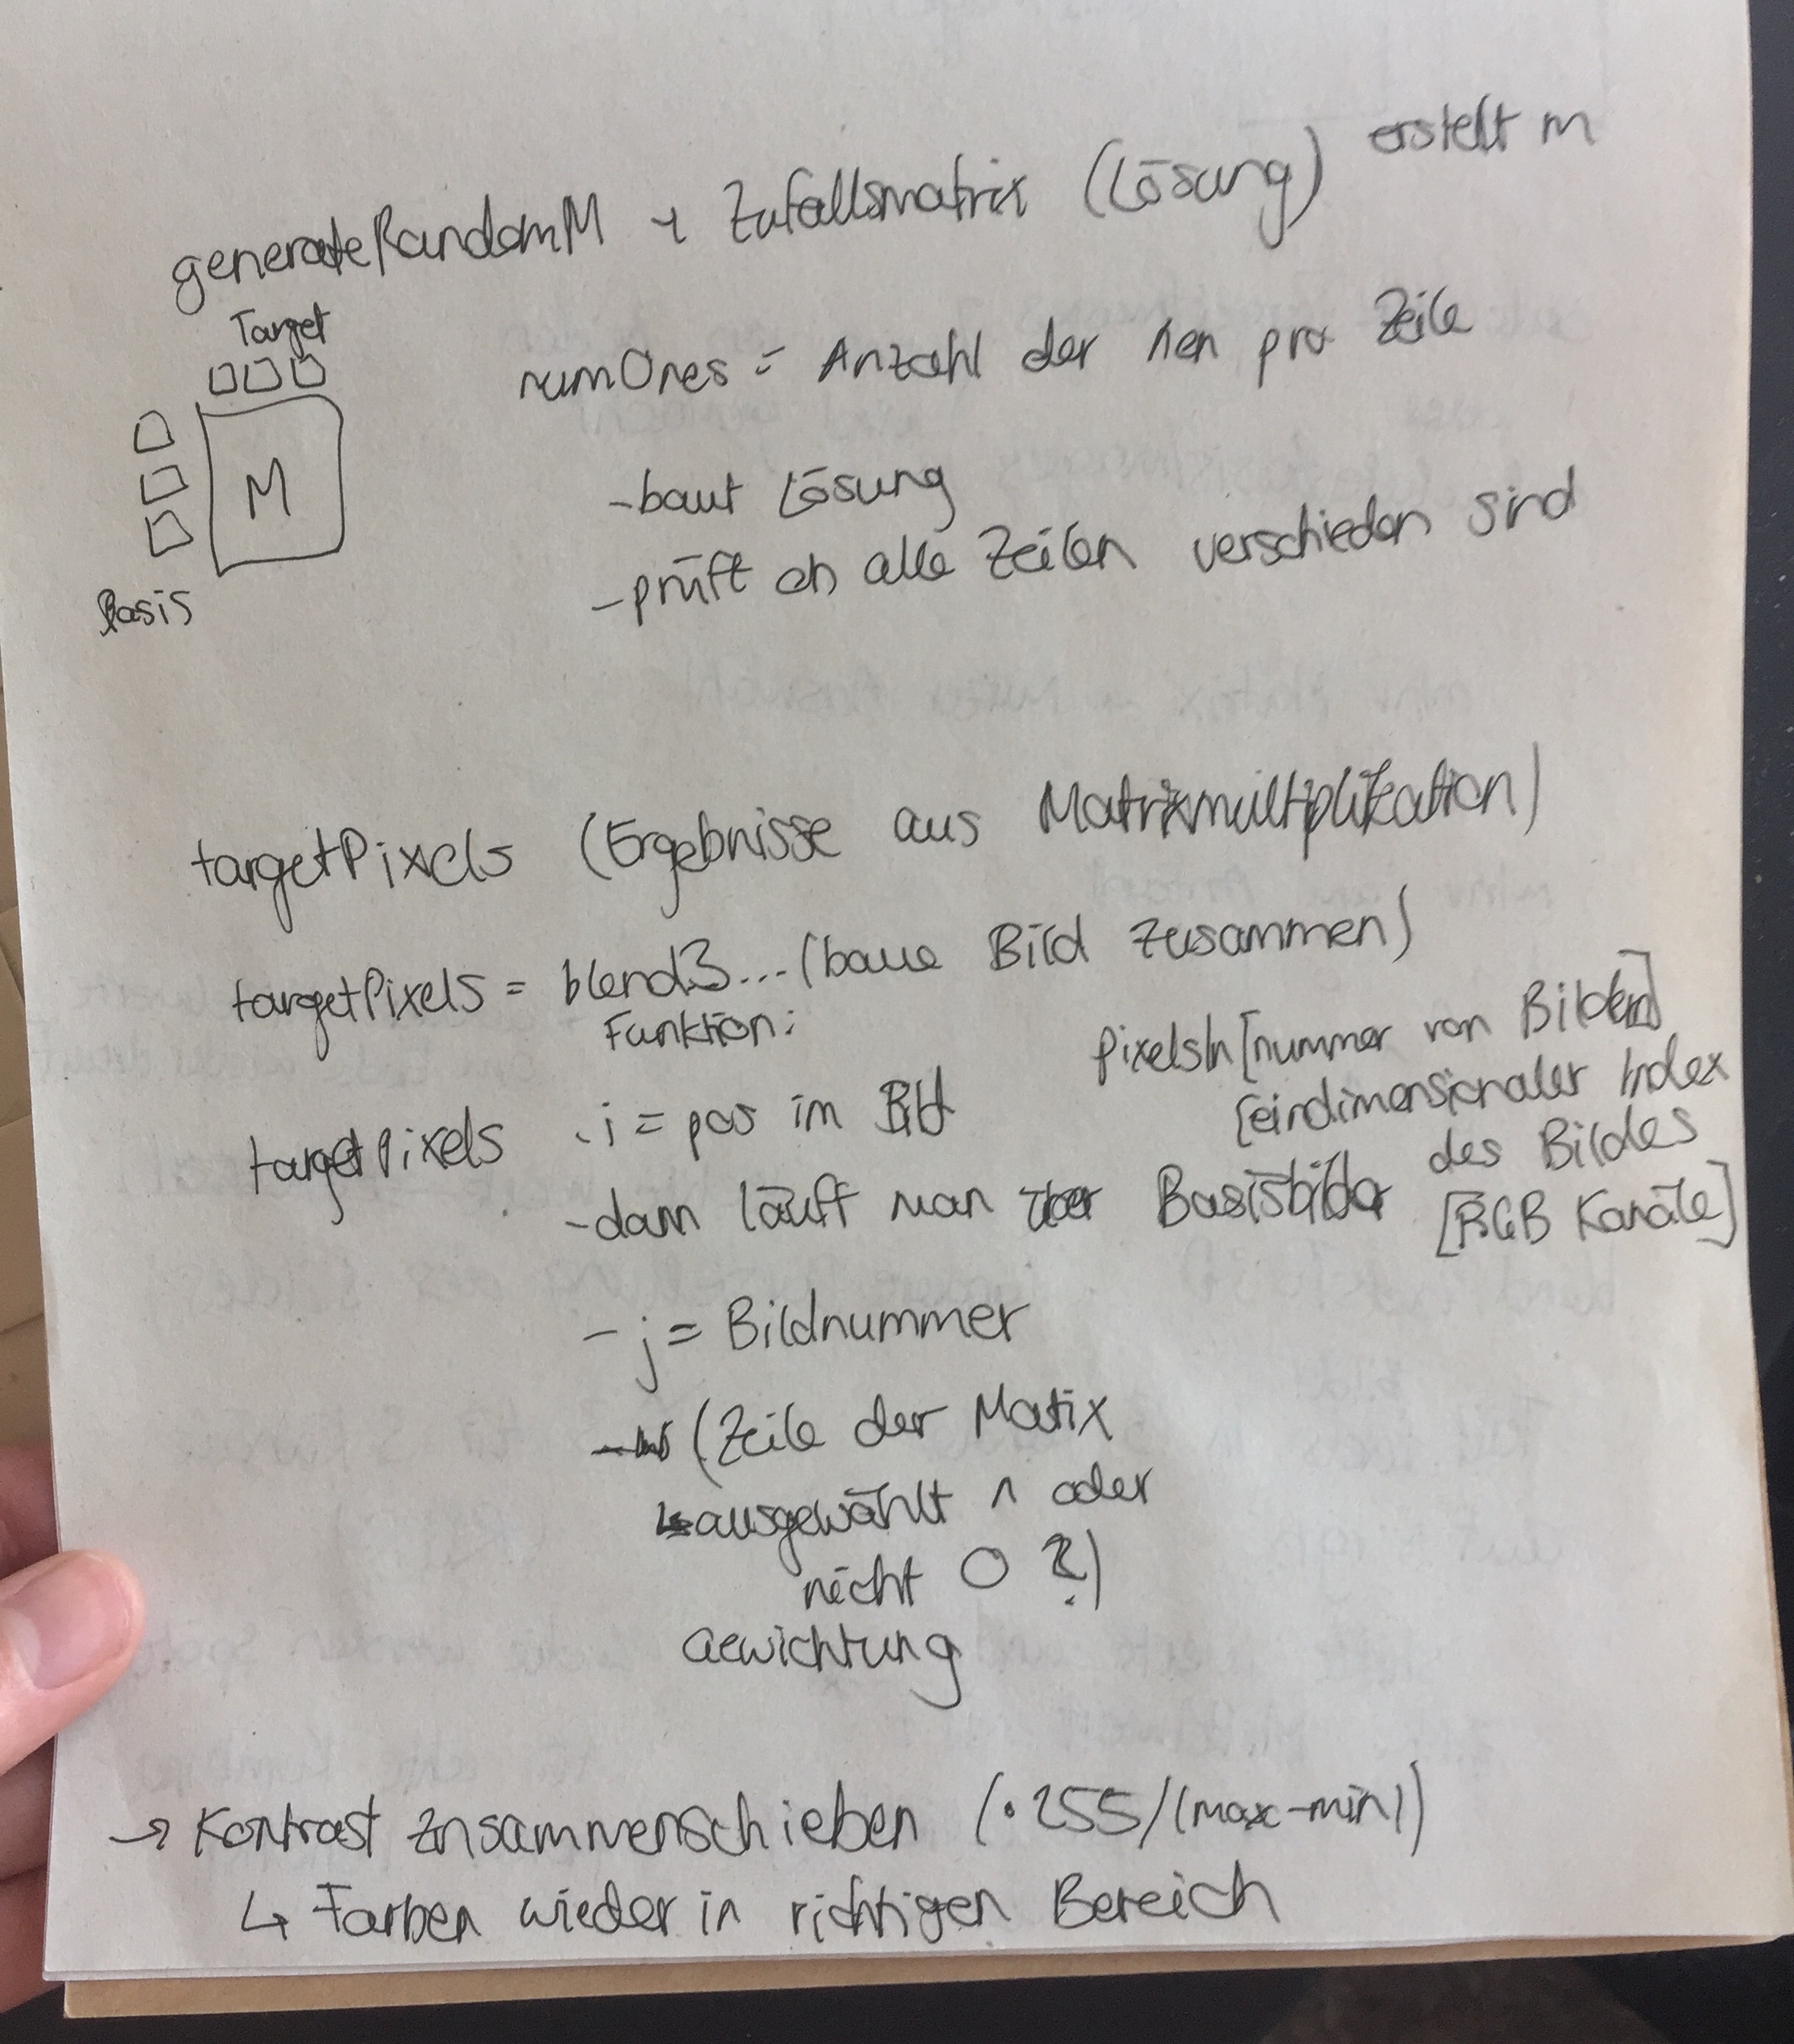 generateRandomM → Zufallsmatrix (Lösung) erstellt m
Target
numOnes = Anzahl der 1en pro Zeile
M
-baut Lösung
-prüft ob alle Zeilen verschieden sind
Basis
targetPixels (Ergebnisse aus Matrixmultiplikation)
targetPixels = blend3... (baue Bild zusammen)
Funktion:
pixelsIn [nummer von Bildern]
[eindimensionaler Index
des Bildes
[RGB Kanäle]
targetPixels . i = pos im Bild
-dann läuft man über Basisbilder
- j = Bildnummer
(Zeile der Matix
ausgewählt 1 oder
nicht 0 ?)
Gewichtung
→ Kontrast zusammenschieben (•255/(max-min))
↳ Farben wieder in richtigen Bereich